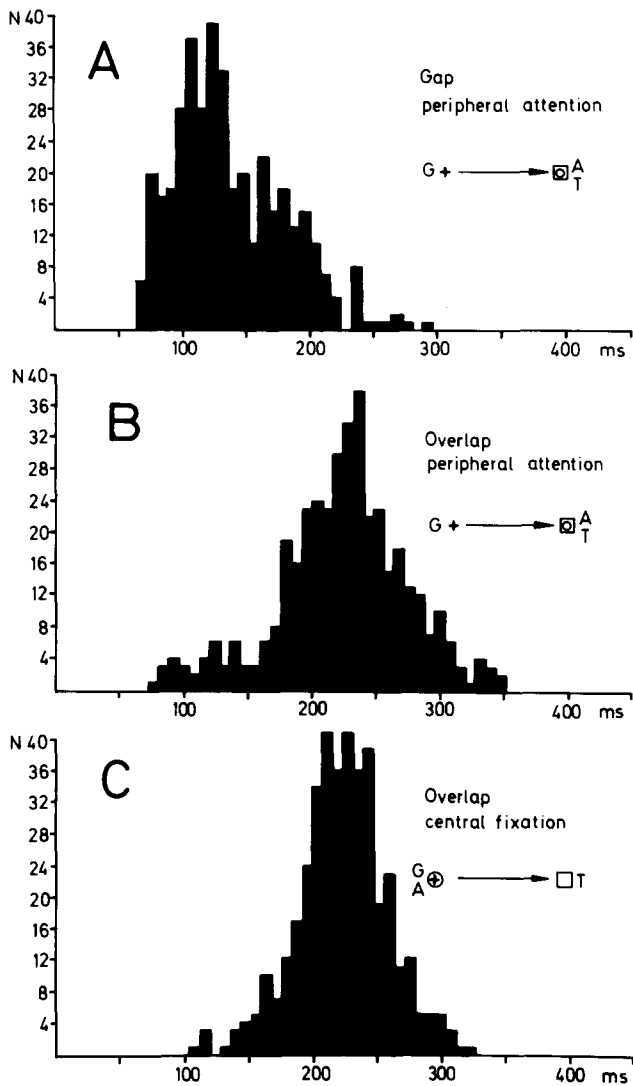 N 40
36
32
28
24
20
16
12
8
4
A
Gap
peripheral attention
G + A
T
100 200 300 400 ms
N 40
36
32
28
24
20
16
12
8
4
B
Overlap
peripheral attention
G + A
T
100 200 300 400 ms
N 40
36
32
28
24
20
16
12
8
4
C
Overlap
central fixation
G
A + T
100 200 300 400 ms